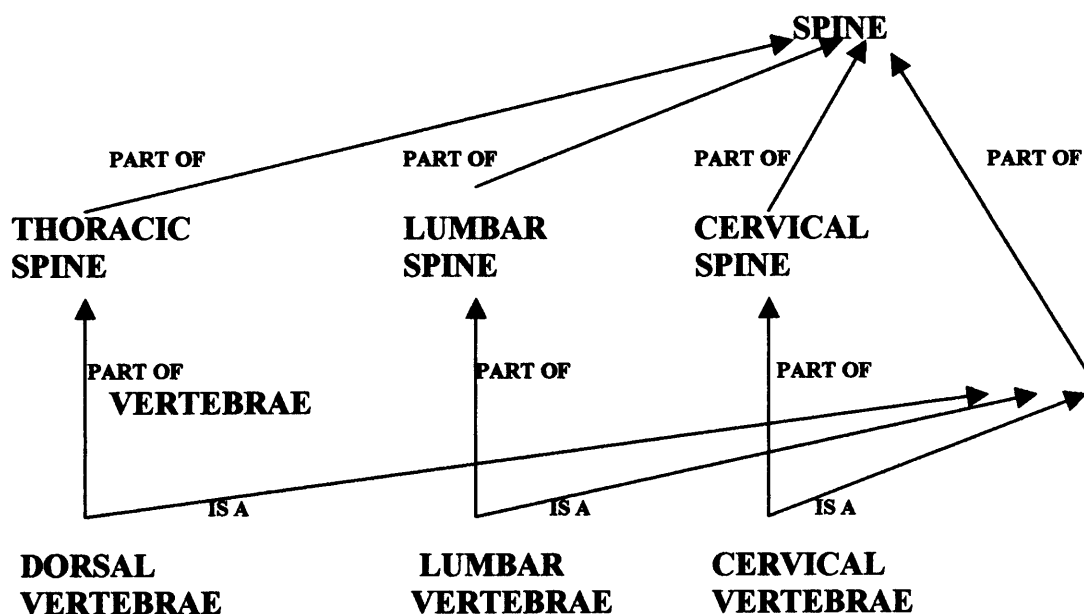 SPINE
PART OF
PART OF
PART OF
PART OF
THORACIC
SPINE
LUMBAR
SPINE
CERVICAL
SPINE
PART OF
PART OF
PART OF
VERTEBRAE
IS A
IS A
IS A
DORSAL
VERTEBRAE
LUMBAR
VERTEBRAE
CERVICAL
VERTEBRAE